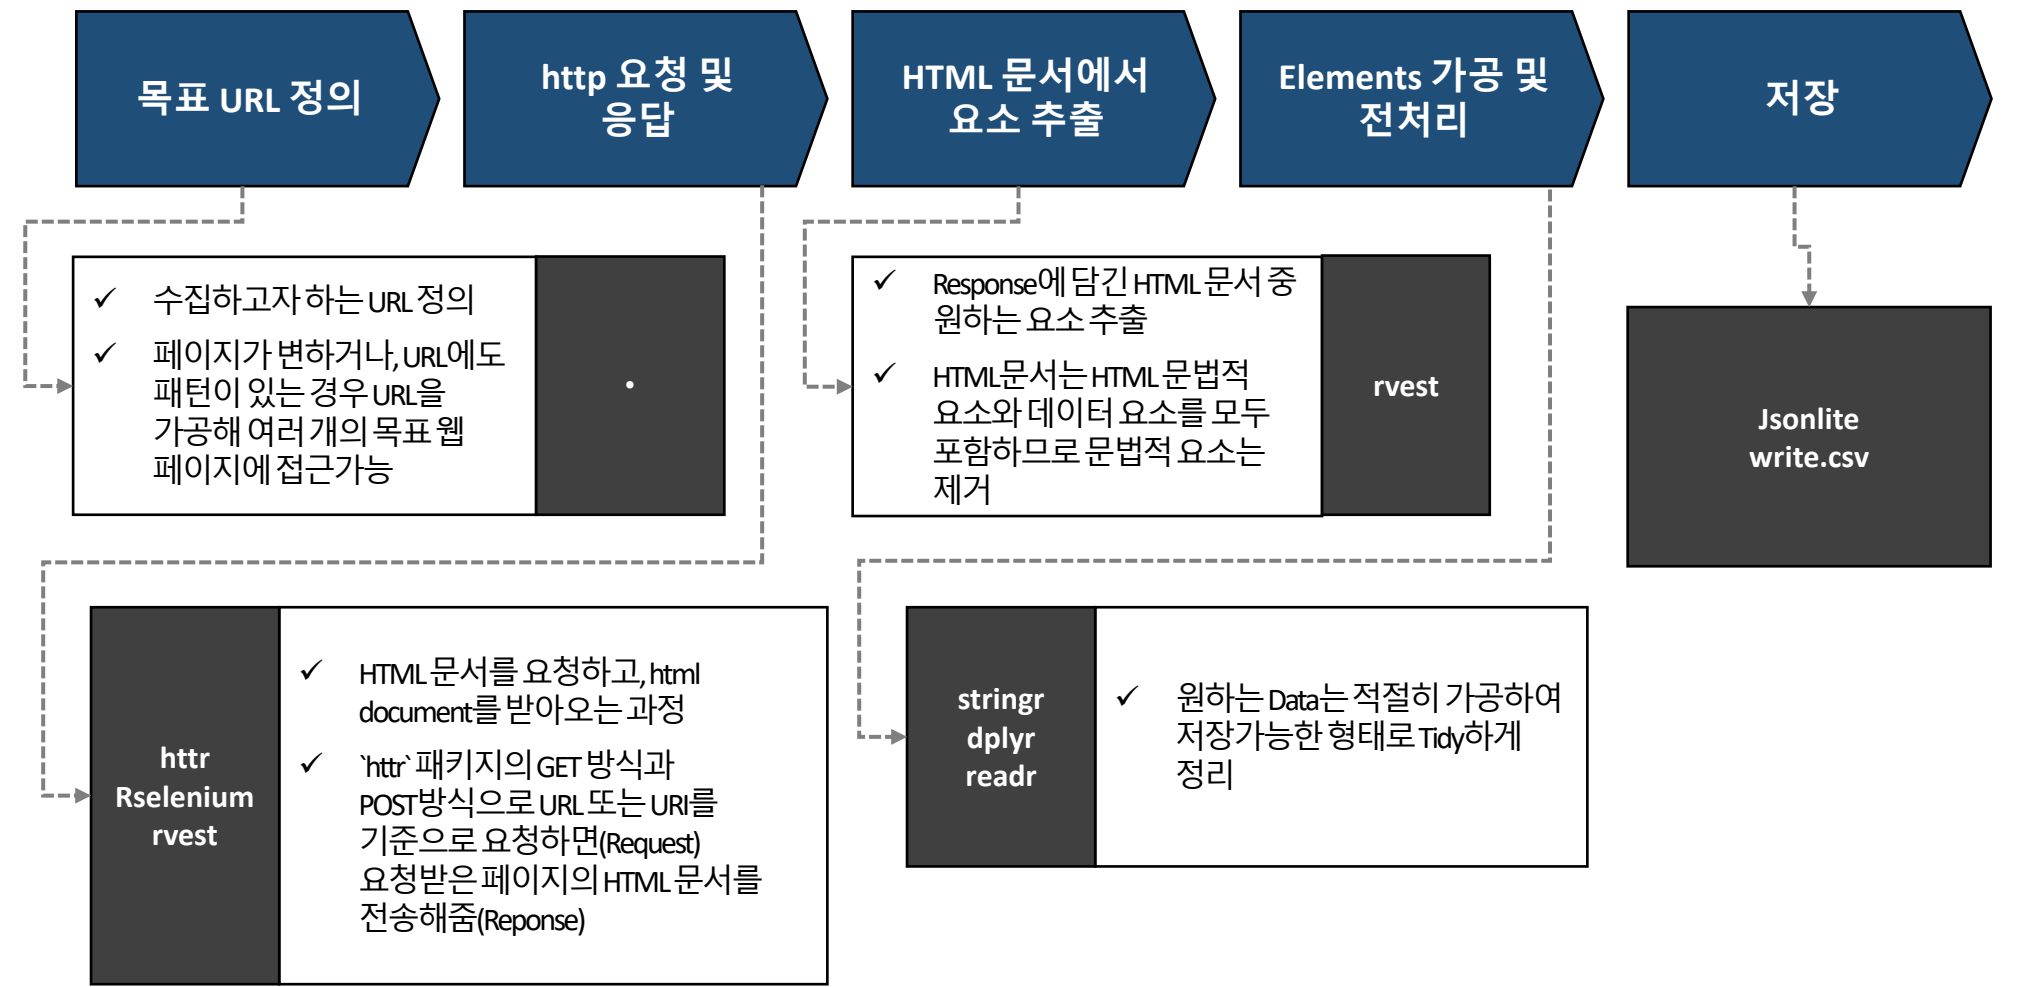 목표 URL 정의
http 요청 및
응답
HTML 문서에서
요소 추출
Elements 가공 및
전처리
저장
✓ 수집하고자 하는 URL 정의
✓ 페이지가 변하거나, URL에도
패턴이 있는 경우 URL을
가공해 여러 개의 목표 웹
페이지에 접근가능
.
✓ Response에 담긴 HTML 문서 중
원하는 요소 추출
✓ HTML문서는 HTML 문법적
요소와 데이터 요소를 모두
포함하므로 문법적 요소는
제거
rvest
Jsonlite
write.csv
httr
Rselenium
rvest
✓ HTML 문서를 요청하고, html
document를 받아오는 과정
✓ `httr` 패키지의 GET 방식과
POST방식으로 URL 또는 URI를
기준으로 요청하면(Request)
요청받은 페이지의 HTML 문서를
전송해줌(Reponse)
stringr
dplyr
readr
✓ 원하는 Data는 적절히 가공하여
저장가능한 형태로 Tidy하게
정리